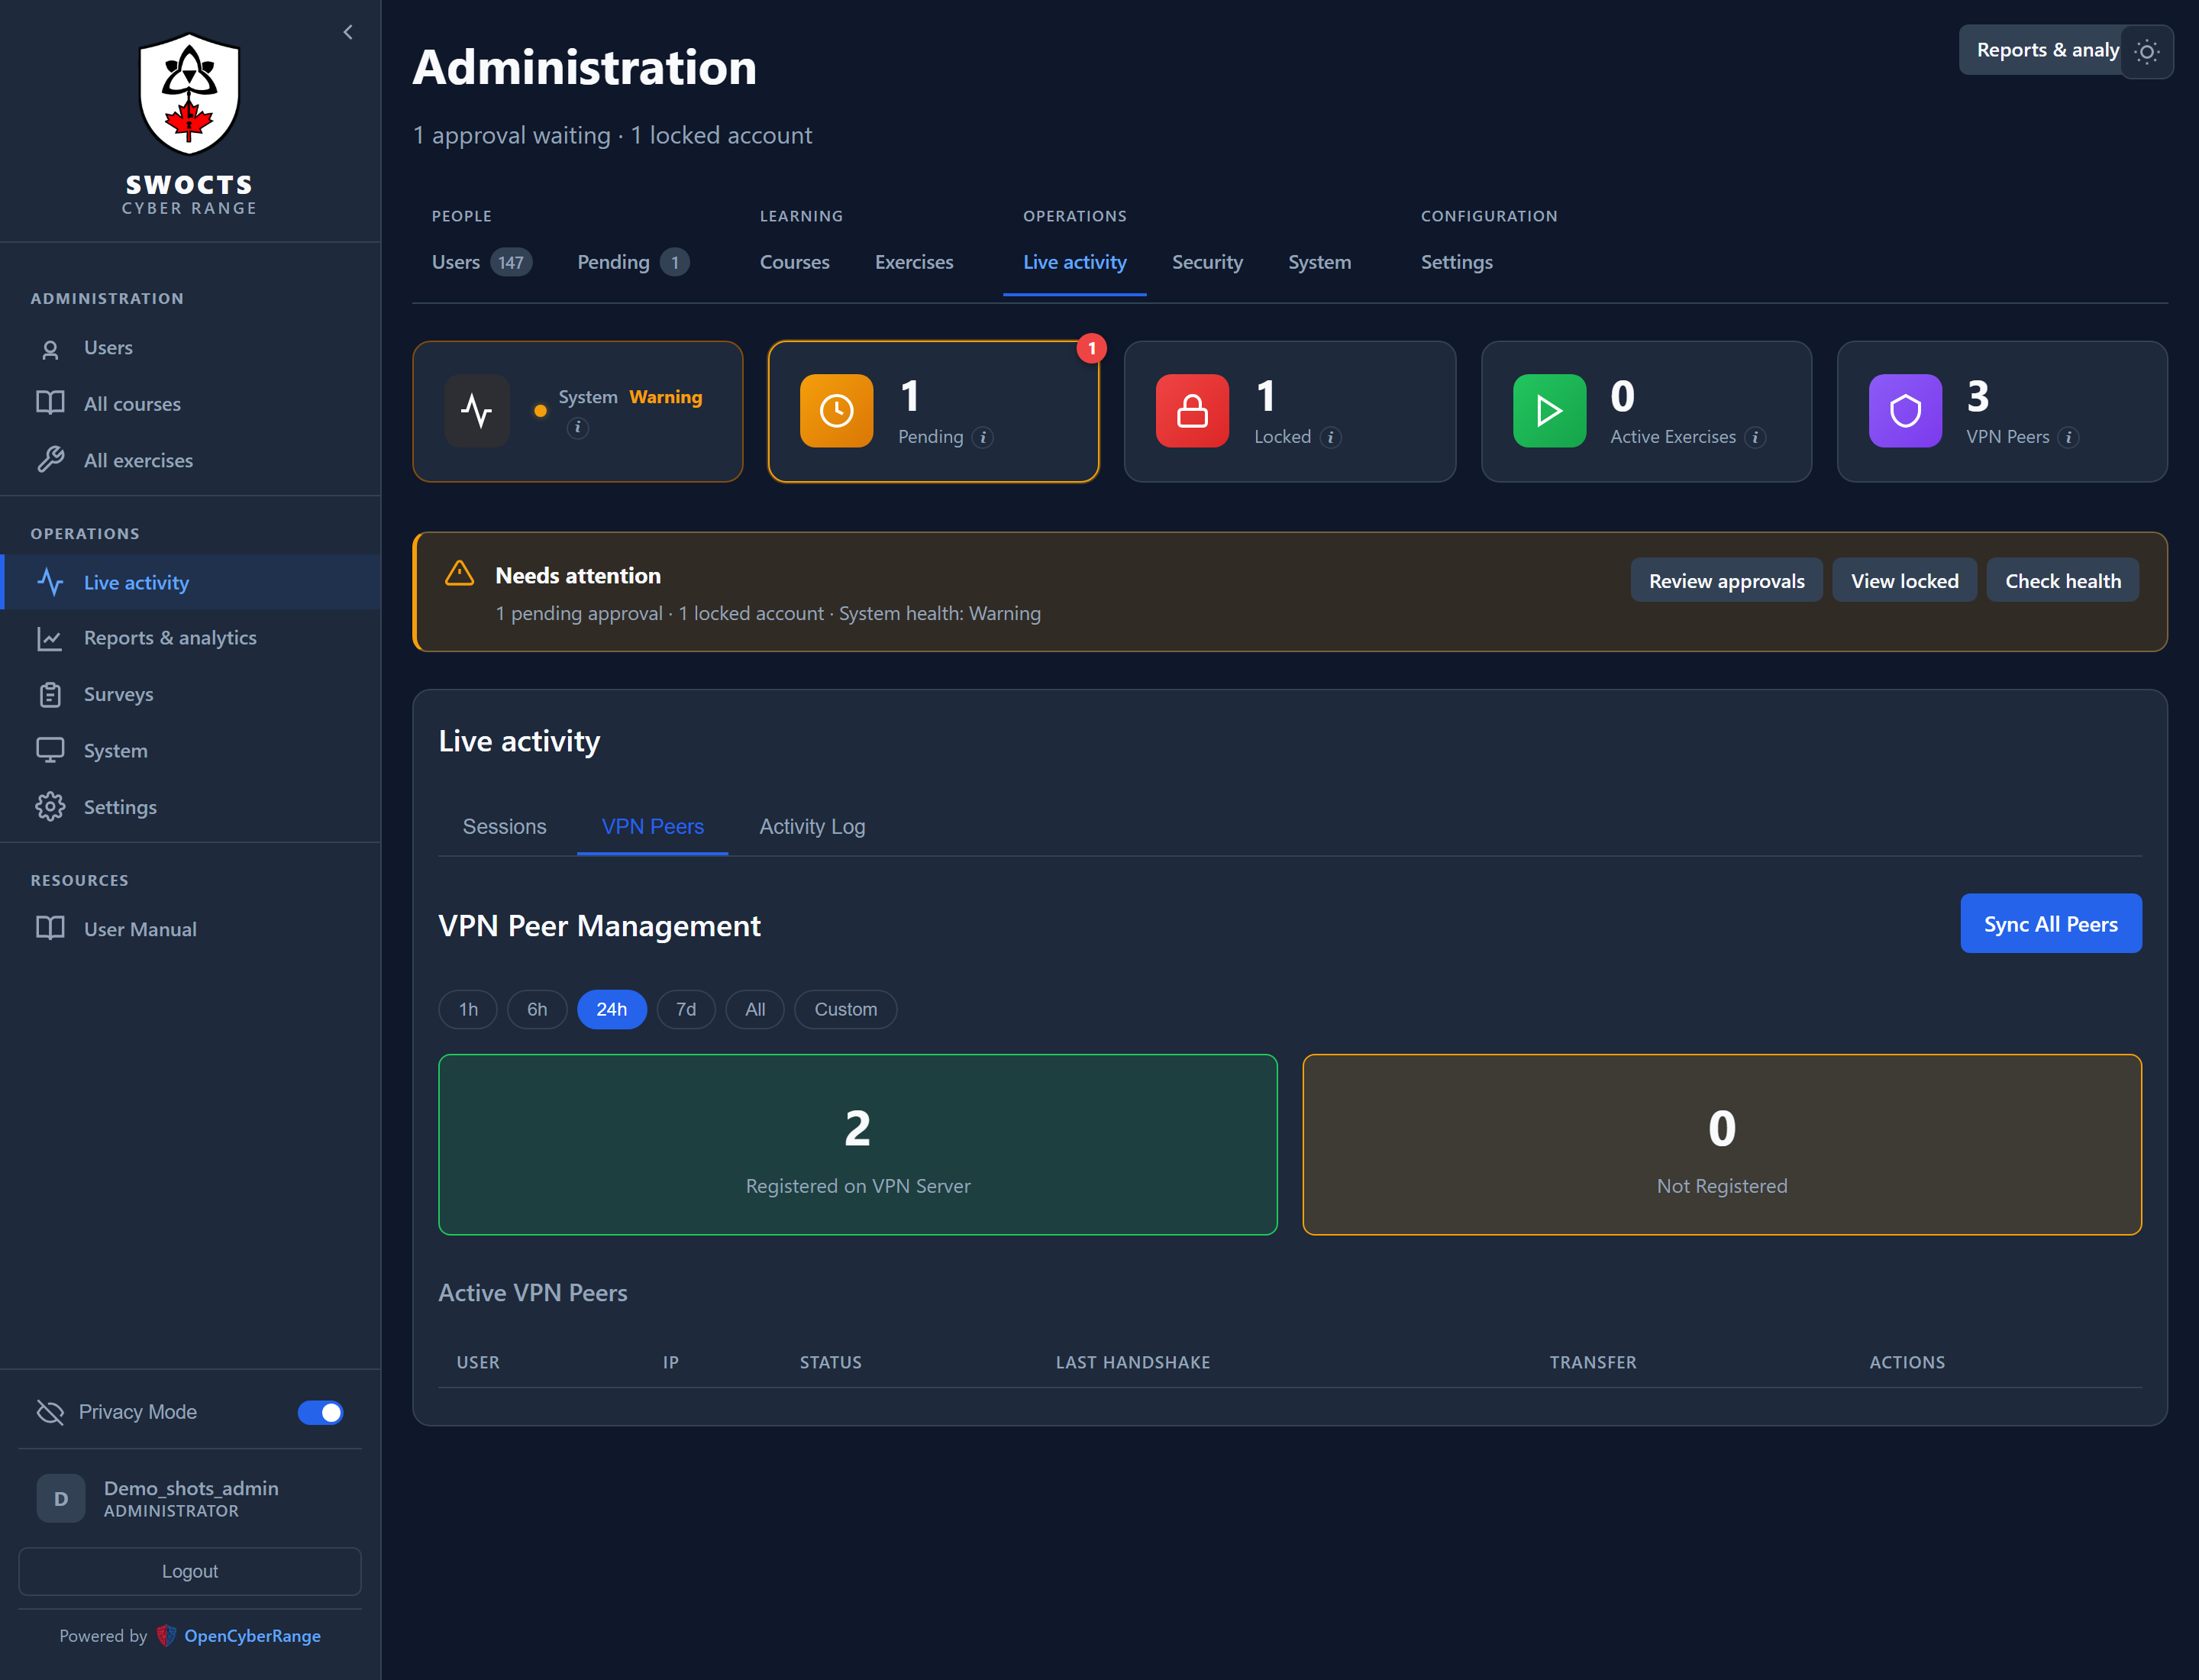 SWOCTS
CYBER RANGE
ADMINISTRATION
Users
All courses
All exercises
OPERATIONS
Live activity
Reports & analytics
Surveys
System
Settings
RESOURCES
User Manual
Privacy Mode
D
Demo_shots_admin
ADMINISTRATOR
Logout
Powered by OpenCyberRange
Administration
Reports & analy
1 approval waiting · 1 locked account
PEOPLE LEARNING OPERATIONS CONFIGURATION
Users 147 Pending 1 Courses Exercises Live activity Security System Settings
System Warning
i
1
1
Pending i
1
Locked i
0
Active Exercises i
3
VPN Peers i
Needs attention
1 pending approval · 1 locked account · System health: Warning
Review approvals View locked Check health
Live activity
Sessions VPN Peers Activity Log
VPN Peer Management
Sync All Peers
1h 6h 24h 7d All Custom
2
Registered on VPN Server
0
Not Registered
Active VPN Peers
USER IP STATUS LAST HANDSHAKE TRANSFER ACTIONS